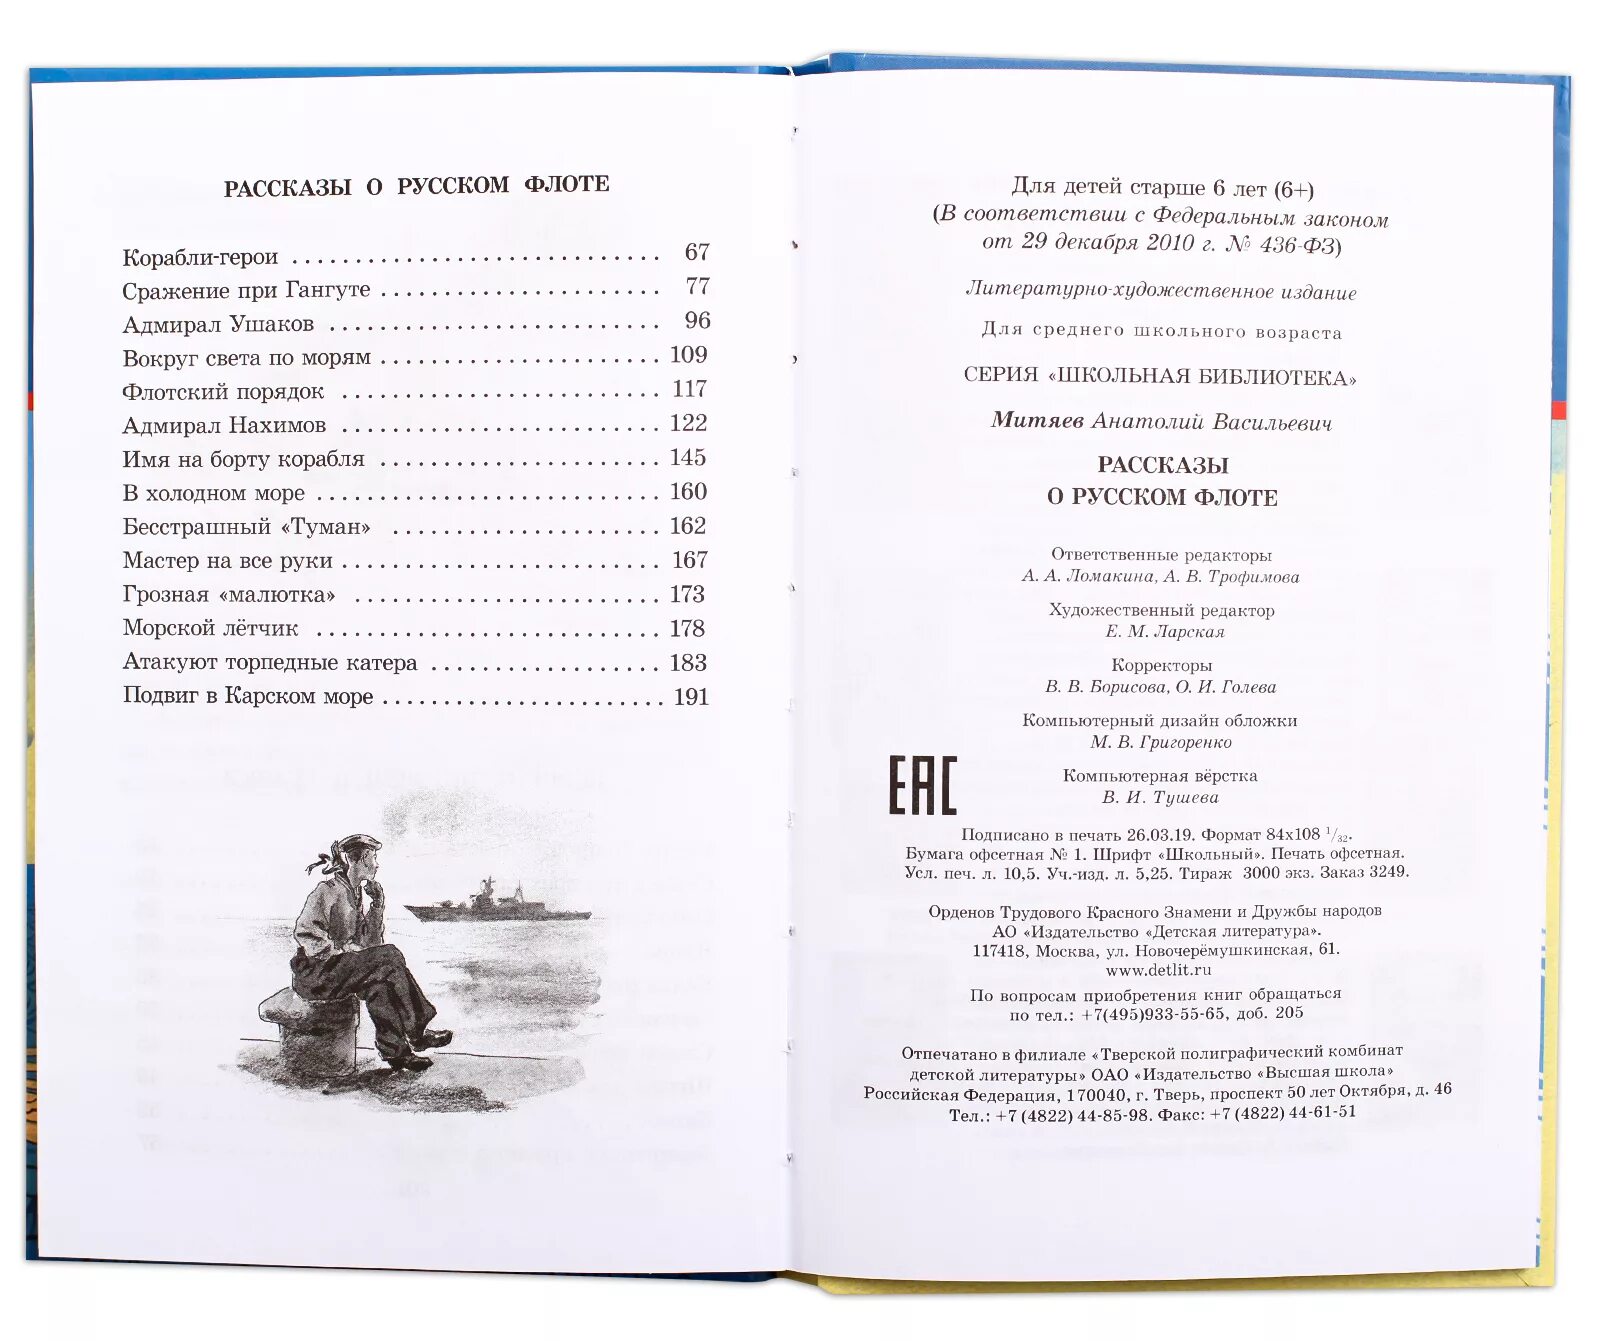 РАССКАЗЫ О РУССКОМ ФЛОТЕ
Корабли-герои .............................. 67
Сражение при Гангуте ....................... 77
Адмирал Ушаков ........................... 96
Вокруг света по морям ....................... 109
Флотский порядок .......................... 117
Адмирал Нахимов .......................... 122
Имя на борту корабля ....................... 145
В холодном море ............................ 160
Бесстрашный «Туман» ...................... 162
Мастер на все руки .......................... 167
Грозная «малютка» ......................... 173
Морской лётчик ............................ 178
Атакуют торпедные катера ................... 183
Подвиг в Карском море ....................... 191
Для детей старше 6 лет (6+)
(В соответствии с Федеральным законом
от 29 декабря 2010 г. № 436-ФЗ)
Литературно-художественное издание
Для среднего школьного возраста
СЕРИЯ «ШКОЛЬНАЯ БИБЛИОТЕКА»
Митяев Анатолий Васильевич
РАССКАЗЫ
О РУССКОМ ФЛОТЕ
Ответственные редакторы
А. А. Ломакина, А. В. Трофимова
Художественный редактор
Е. М. Ларская
Корректоры
В. В. Борисова, О. И. Голева
Компьютерный дизайн обложки
М. В. Григоренко
Компьютерная вёрстка
В. И. Тушева
EAC
Подписано в печать 26.03.19. Формат 84х108 1/32.
Бумага офсетная № 1. Шрифт «Школьный». Печать офсетная.
Усл. печ. л. 10,5. Уч.-изд. л. 5,25. Тираж 3000 экз. Заказ 3249.
Орденов Трудового Красного Знамени и Дружбы народов
АО «Издательство «Детская литература».
117418, Москва, ул. Новочерёмушкинская, 61.
www.detlit.ru
По вопросам приобретения книг обращаться
по тел.: +7(495)933-55-65, доб. 205
Отпечатано в филиале «Тверской полиграфический комбинат
детской литературы» ОАО «Издательство «Высшая школа»
Российская Федерация, 170040, г. Тверь, проспект 50 лет Октября, д. 46
Тел.: +7 (4822) 44-85-98. Факс: +7 (4822) 44-61-51